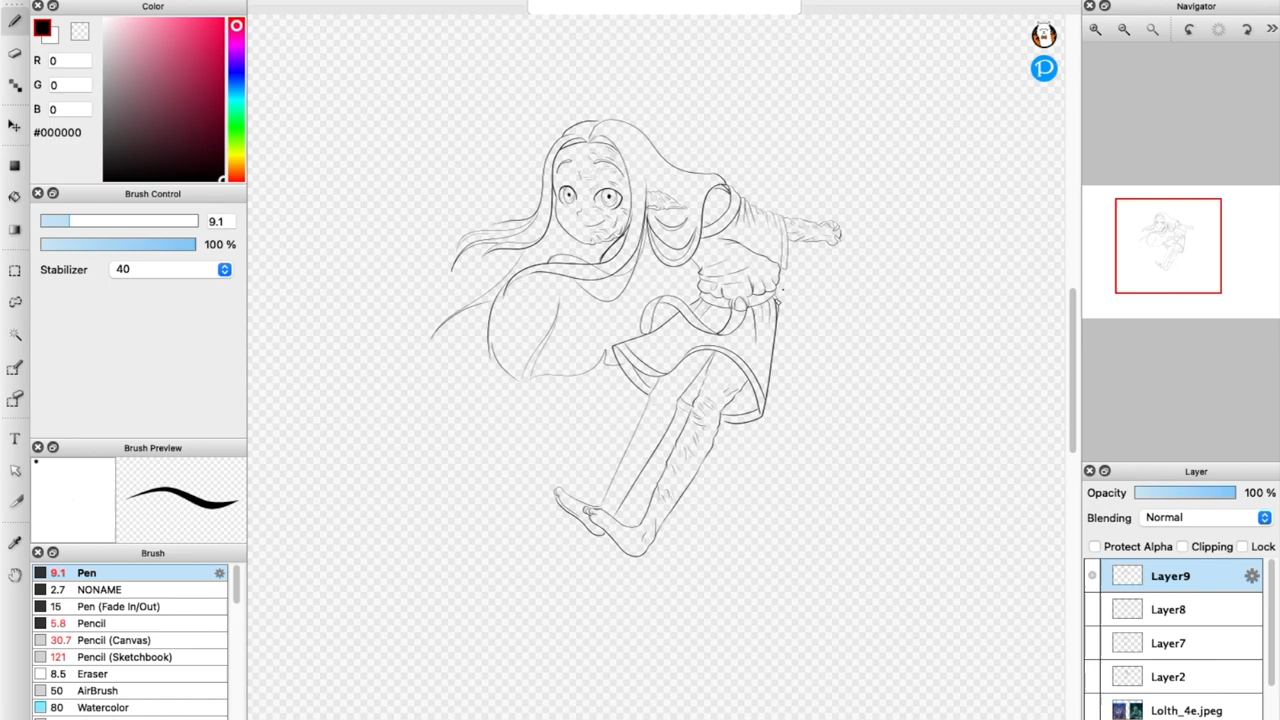 Color
R 0
G 0
B 0
#000000
Brush Control
9.1
100 %
Stabilizer 40
Brush Preview
Brush
9.1 Pen
2.7 NONAME
15 Pen (Fade In/Out)
5.8 Pencil
30.7 Pencil (Canvas)
121 Pencil (Sketchbook)
8.5 Eraser
50 AirBrush
80 Watercolor
T
P
Navigator
Layer
Opacity 100 %
Blending Normal
Protect Alpha Clipping Lock
Layer9
Layer8
Layer7
Layer2
Lolth_4e.jpeg